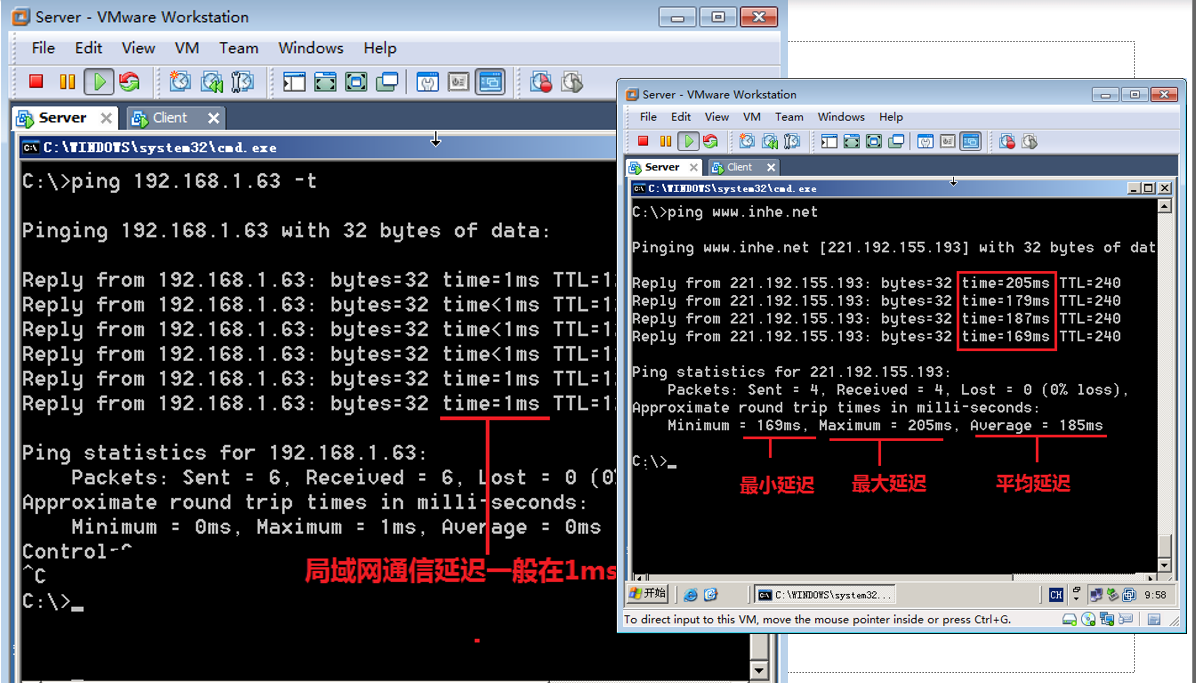 Server - VMware Workstation
File Edit View VM Team Windows Help
Server Client
C:\WINDOWS\system32\cmd.exe
C:\>ping 192.168.1.63 -t
Pinging 192.168.1.63 with 32 bytes of data:
Reply from 192.168.1.63: bytes=32 time=1ms TTL=1
Reply from 192.168.1.63: bytes=32 time<1ms TTL=1
Reply from 192.168.1.63: bytes=32 time<1ms TTL=1
Reply from 192.168.1.63: bytes=32 time<1ms TTL=1
Reply from 192.168.1.63: bytes=32 time=1ms TTL=1
Reply from 192.168.1.63: bytes=32 time=1ms TTL=1
Ping statistics for 192.168.1.63:
Packets: Sent = 6, Received = 6, Lost = 0 (0
Approximate round trip times in milli-seconds:
Minimum = 0ms, Maximum = 1ms, Average = 0ms
Control-^
^C
C:\>_
局域网通信延迟一般在1ms
Server - VMware Workstation
File Edit View VM Team Windows Help
Server Client
C:\WINDOWS\system32\cmd.exe
C:\>ping www.inhe.net
Pinging www.inhe.net [221.192.155.193] with 32 bytes of dat
Reply from 221.192.155.193: bytes=32 time=205ms TTL=240
Reply from 221.192.155.193: bytes=32 time=179ms TTL=240
Reply from 221.192.155.193: bytes=32 time=187ms TTL=240
Reply from 221.192.155.193: bytes=32 time=169ms TTL=240
Ping statistics for 221.192.155.193:
Packets: Sent = 4, Received = 4, Lost = 0 (0% loss),
Approximate round trip times in milli-seconds:
Minimum = 169ms, Maximum = 205ms, Average = 185ms
C:\>_
最小延迟 最大延迟 平均延迟
开始 C:\WINDOWS\system32... CH 9:58
To direct input to this VM, move the mouse pointer inside or press Ctrl+G.